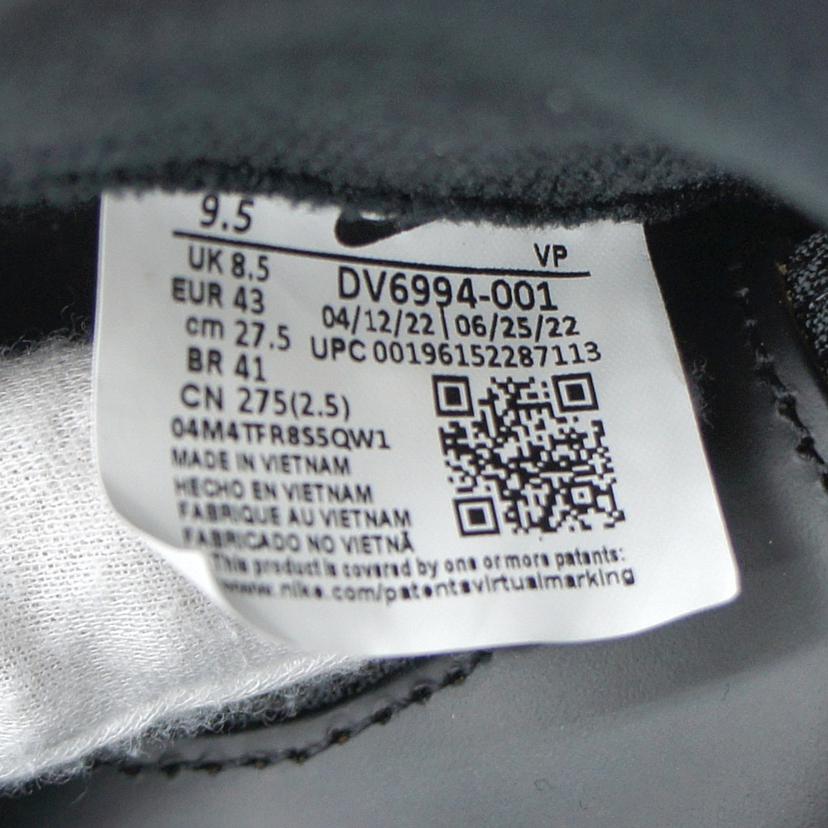 9.5
VP
UK 8.5
DV6994-001
EUR 43
04/12/22 | 06/25/22
cm 27.5
UPC 00196152287113
BR 41
CN 275(2.5)
04M4TFR8S5QW1
MADE IN VIETNAM
HECHO EN VIETNAM
FABRIQUE AU VIETNAM
FABRICADO NO VIETNÃ
This product is covered by one or more patents:
www.nike.com/patentsvirtualmarking